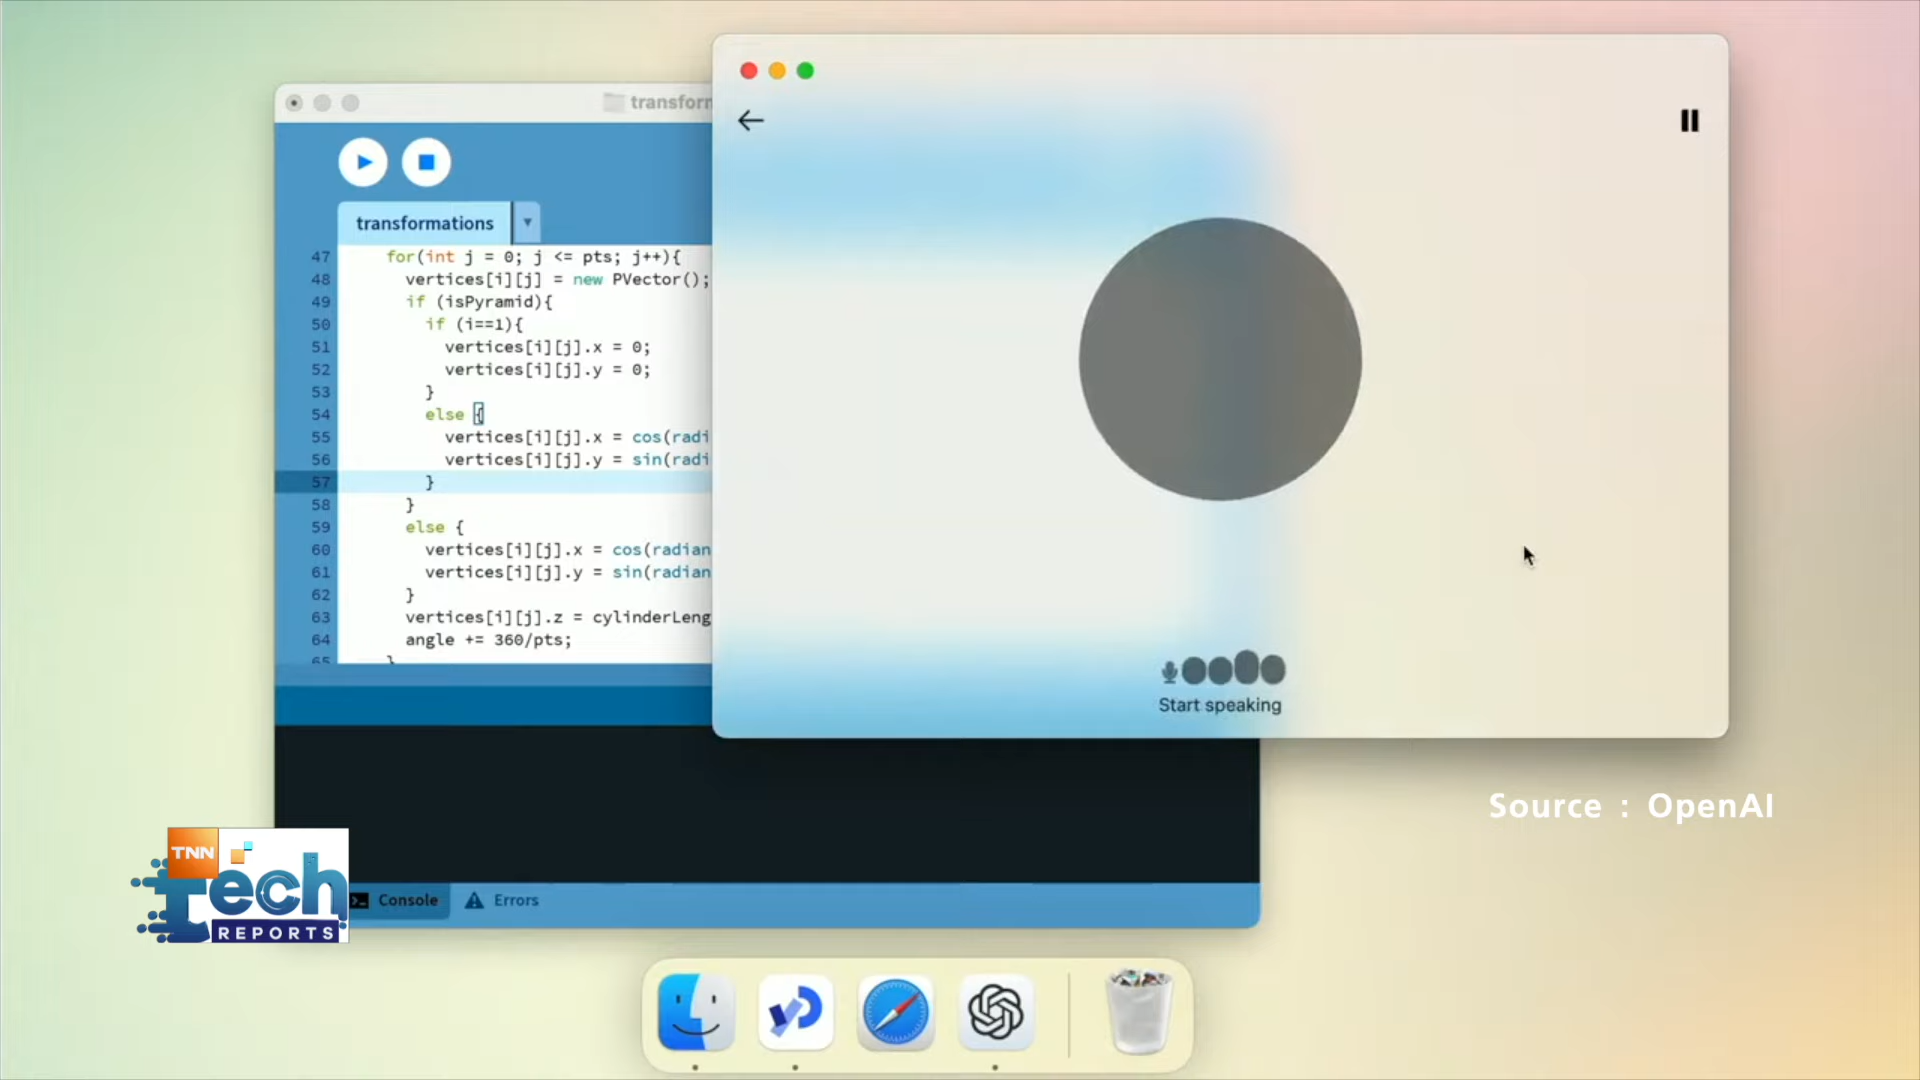 transform
transformations
47 for(int j = 0; j <= pts; j++){
48 vertices[i][j] = new PVector();
49 if (isPyramid){
50 if (i==1){
51 vertices[i][j].x = 0;
52 vertices[i][j].y = 0;
53 }
54 else {
55 vertices[i][j].x = cos(radi
56 vertices[i][j].y = sin(radi
57 }
58 }
59 else {
60 vertices[i][j].x = cos(radian
61 vertices[i][j].y = sin(radian
62 }
63 vertices[i][j].z = cylinderLeng
64 angle += 360/pts;
65 }
Start speaking
Source : OpenAI
TNN
Tech
REPORTS
Console
Errors